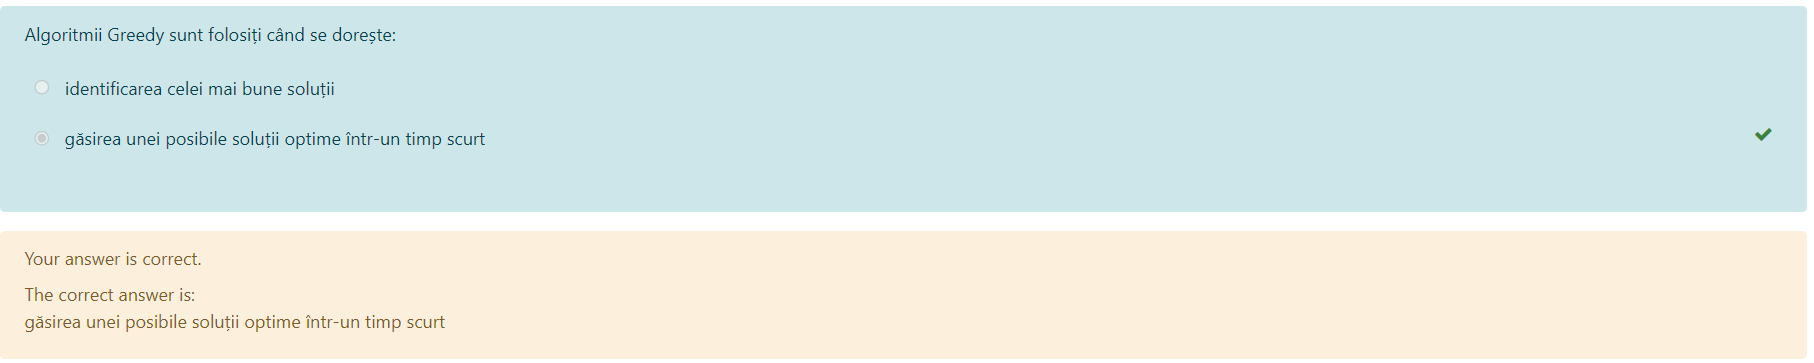 Algoritmii Greedy sunt folosiți când se dorește:
identificarea celei mai bune soluții
găsirea unei posibile soluții optime într-un timp scurt
Your answer is correct.
The correct answer is:
găsirea unei posibile soluții optime într-un timp scurt